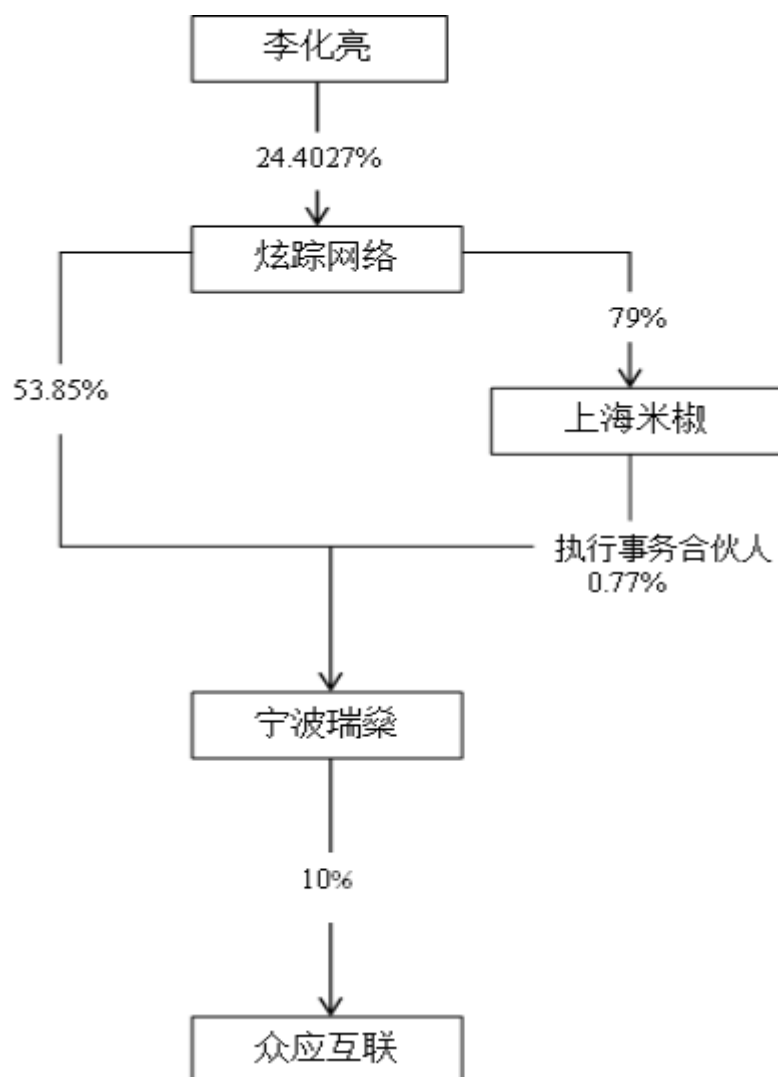 李化亮
24.4027%
炫踪网络
79%
53.85%
上海米椒
执行事务合伙人
0.77%
宁波瑞燊
10%
众应互联